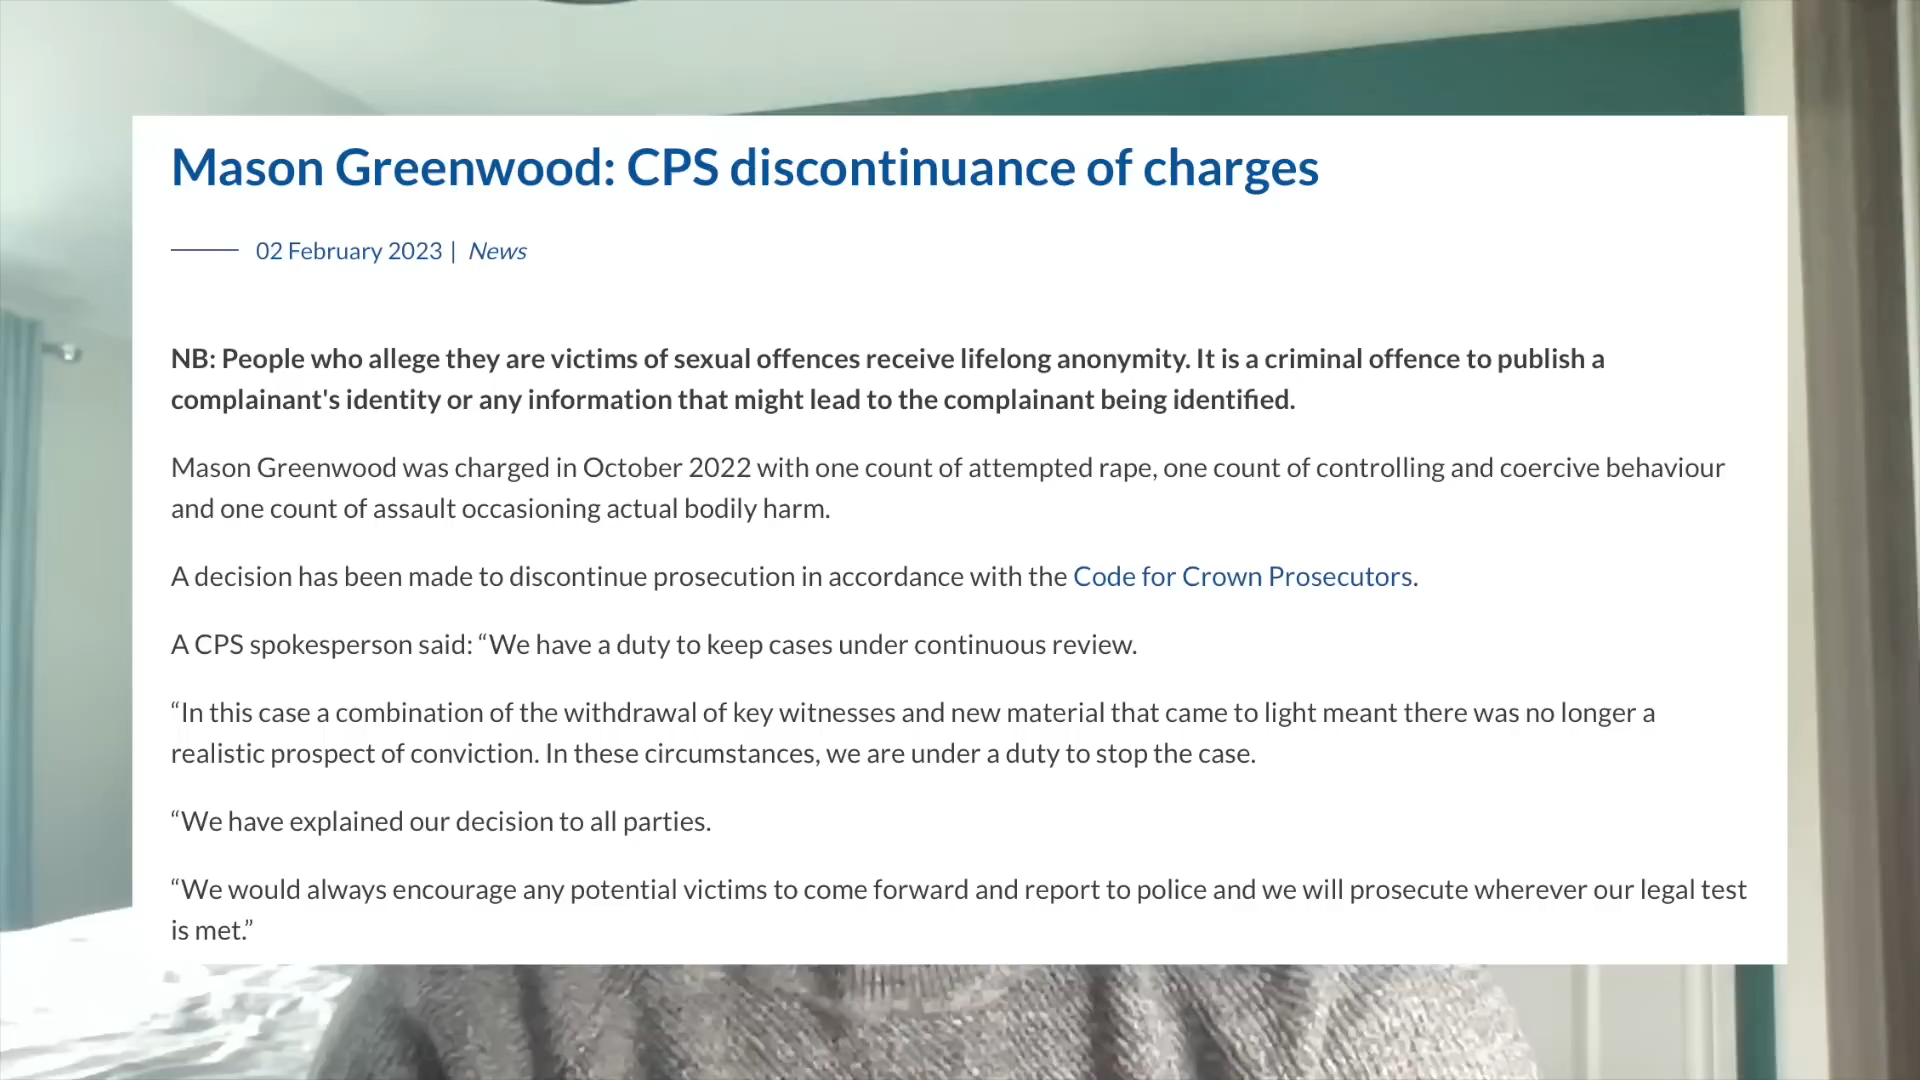 Mason Greenwood: CPS discontinuance of charges
02 February 2023 | News
NB: People who allege they are victims of sexual offences receive lifelong anonymity. It is a criminal offence to publish a
complainant's identity or any information that might lead to the complainant being identified.
Mason Greenwood was charged in October 2022 with one count of attempted rape, one count of controlling and coercive behaviour
and one count of assault occasioning actual bodily harm.
A decision has been made to discontinue prosecution in accordance with the Code for Crown Prosecutors.
A CPS spokesperson said: “We have a duty to keep cases under continuous review.
“In this case a combination of the withdrawal of key witnesses and new material that came to light meant there was no longer a
realistic prospect of conviction. In these circumstances, we are under a duty to stop the case.
“We have explained our decision to all parties.
“We would always encourage any potential victims to come forward and report to police and we will prosecute wherever our legal test
is met.”